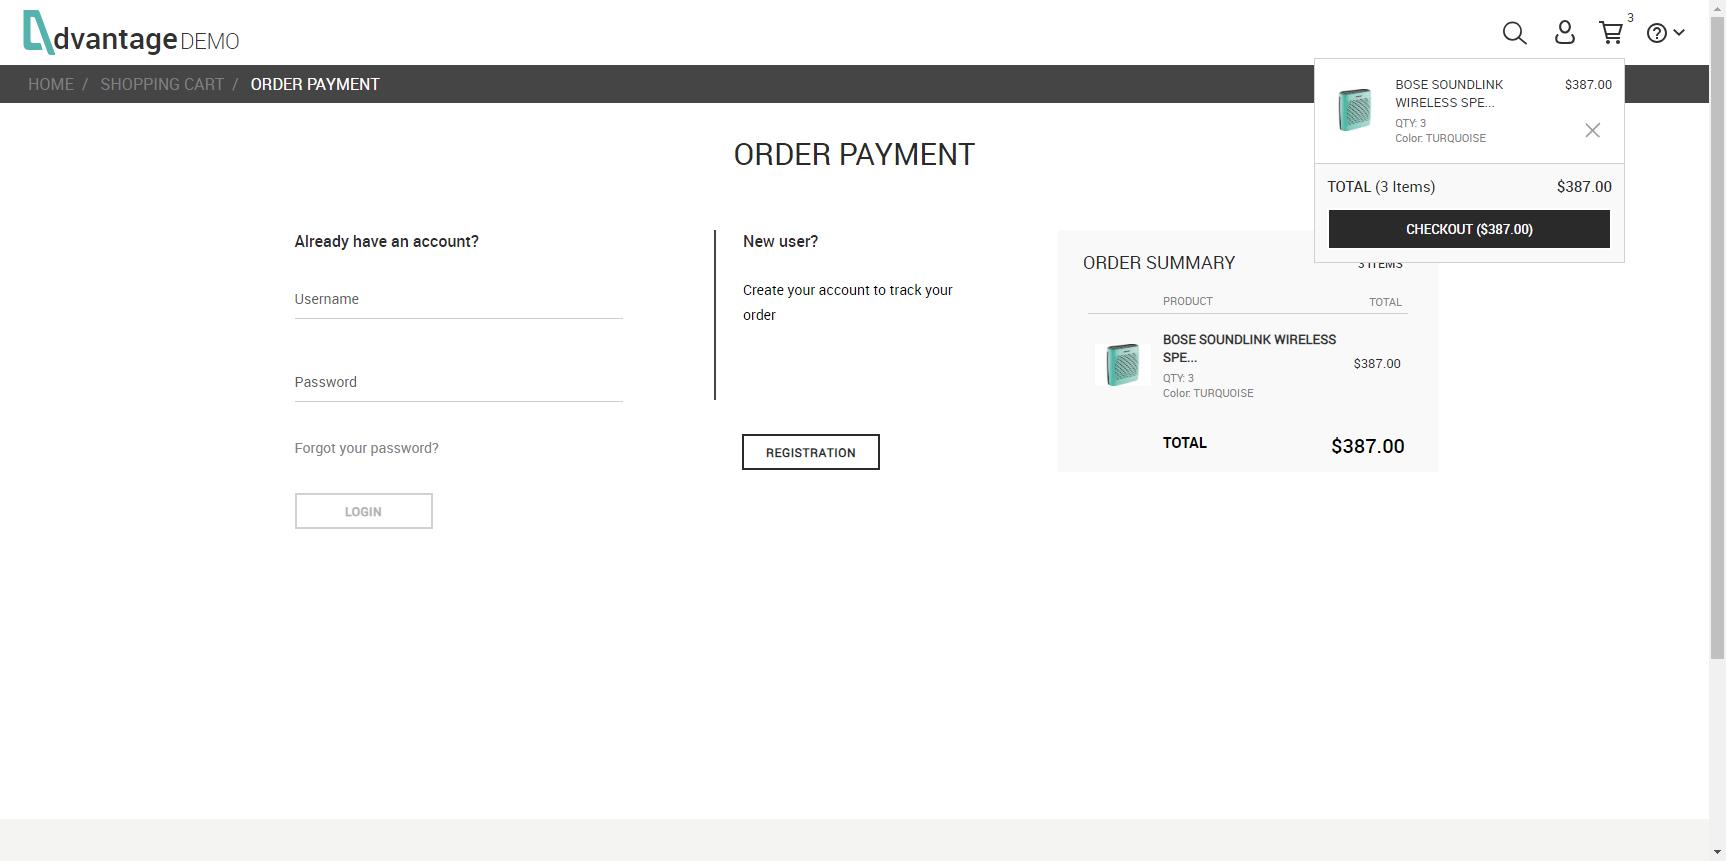 dvantage DEMO
3
HOME / SHOPPING CART / ORDER PAYMENT
BOSE SOUNDLINK
WIRELESS SPE...
$387.00
QTY: 3
Color: TURQUOISE
TOTAL (3 Items) $387.00
CHECKOUT ($387.00)
ORDER PAYMENT
Already have an account?
Username
Password
Forgot your password?
LOGIN
New user?
Create your account to track your
order
REGISTRATION
ORDER SUMMARY 3 ITEMS
PRODUCT TOTAL
BOSE SOUNDLINK WIRELESS
SPE...
$387.00
QTY: 3
Color: TURQUOISE
TOTAL $387.00